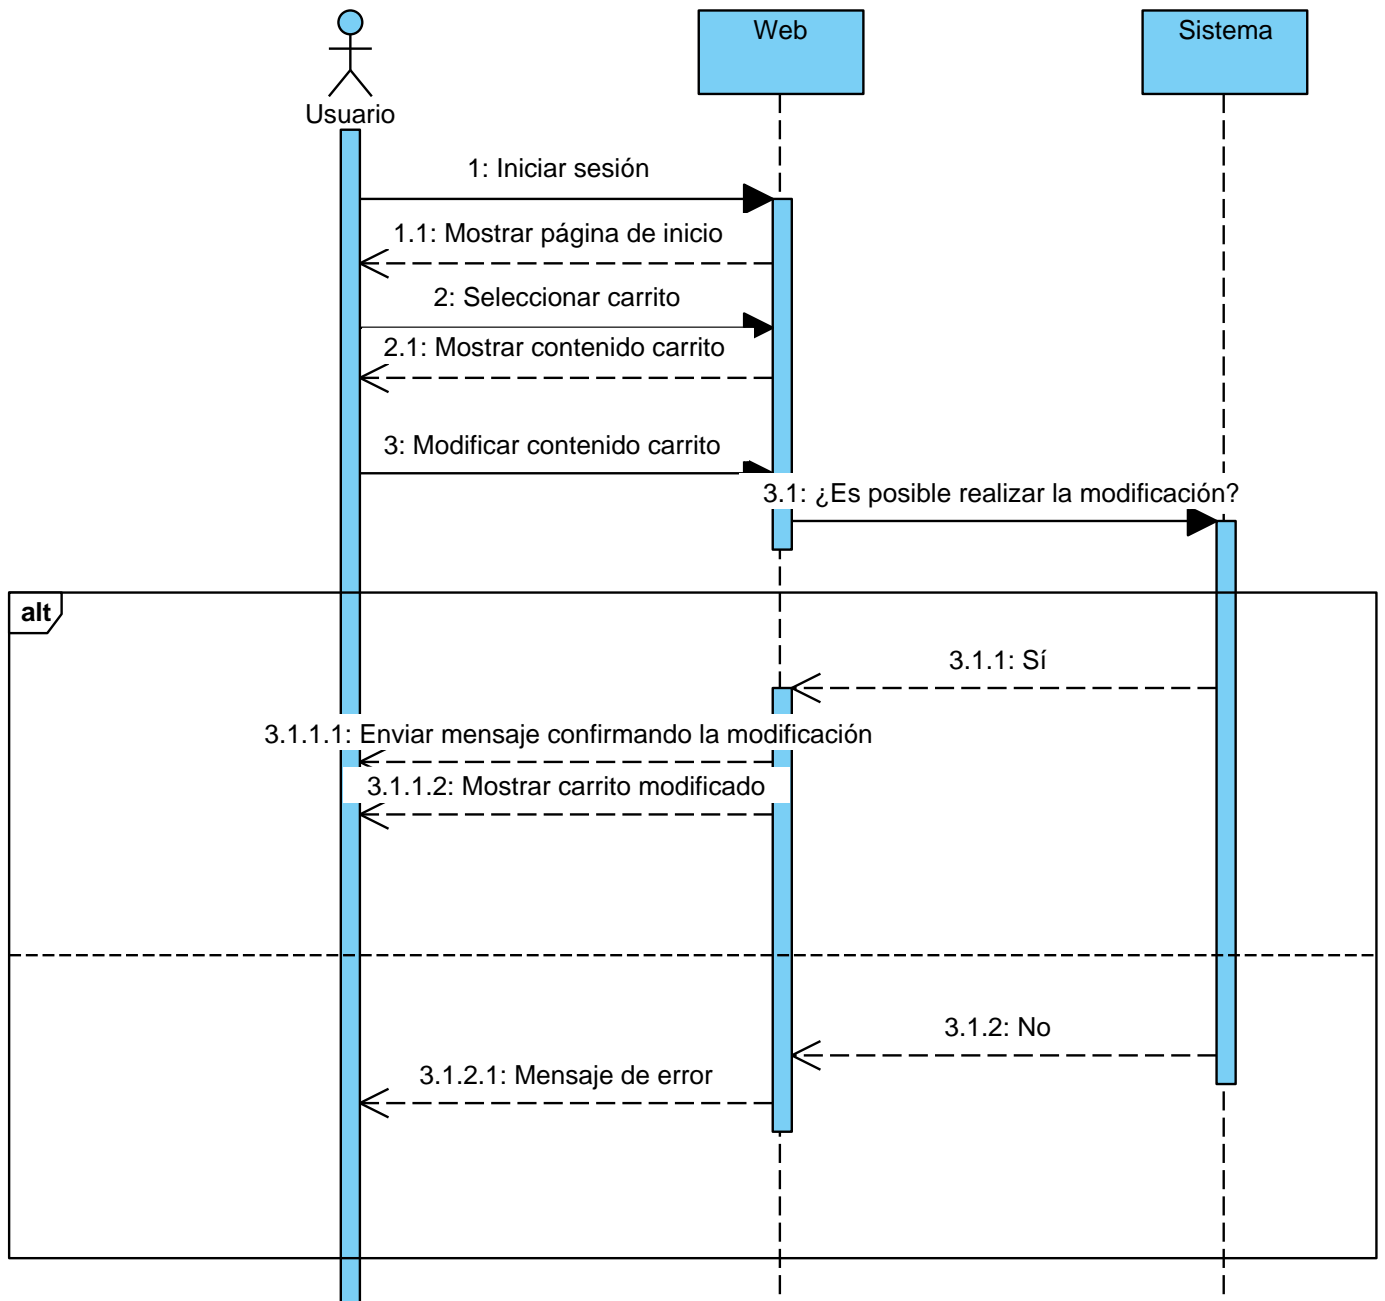 Usuario
Web
Sistema
1: Iniciar sesión
1.1: Mostrar página de inicio
2: Seleccionar carrito
2.1: Mostrar contenido carrito
3: Modificar contenido carrito
3.1: ¿Es posible realizar la modificación?
alt
3.1.1: Sí
3.1.1.1: Enviar mensaje confirmando la modificación
3.1.1.2: Mostrar carrito modificado
3.1.2: No
3.1.2.1: Mensaje de error